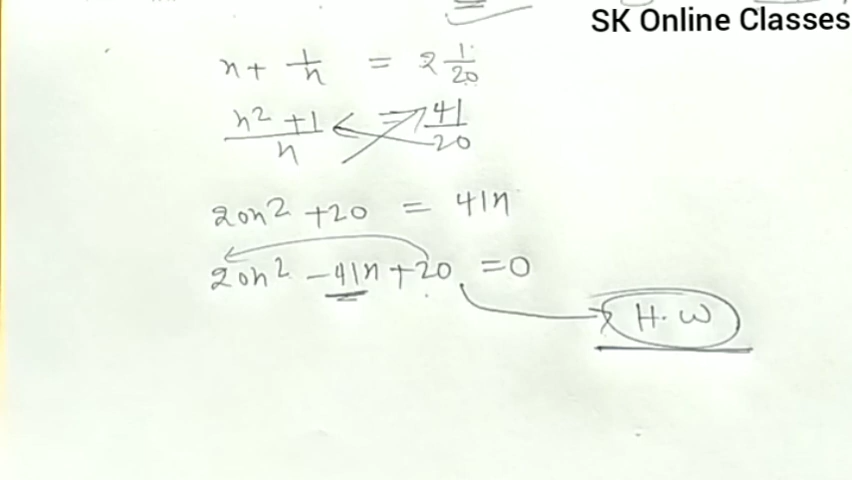 SK Online Classes
x + 1/x = 2 1/20
x² + 1 / x = 41/20
20x² + 20 = 41x
20x² - 41x + 20 = 0
H.W